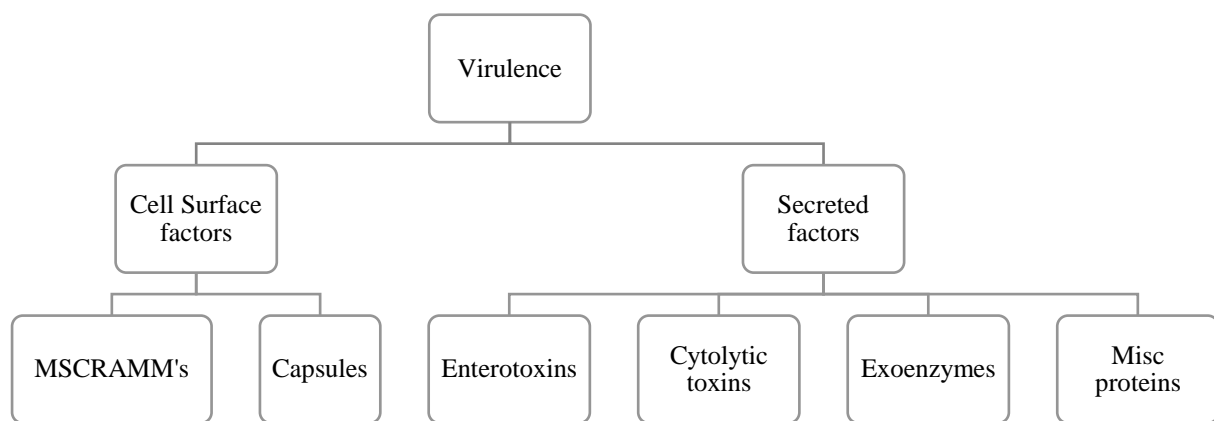 Virulence
Cell Surface
factors
Secreted
factors
MSCRAMM's
Capsules
Enterotoxins
Cytolytic
toxins
Exoenzymes
Misc
proteins